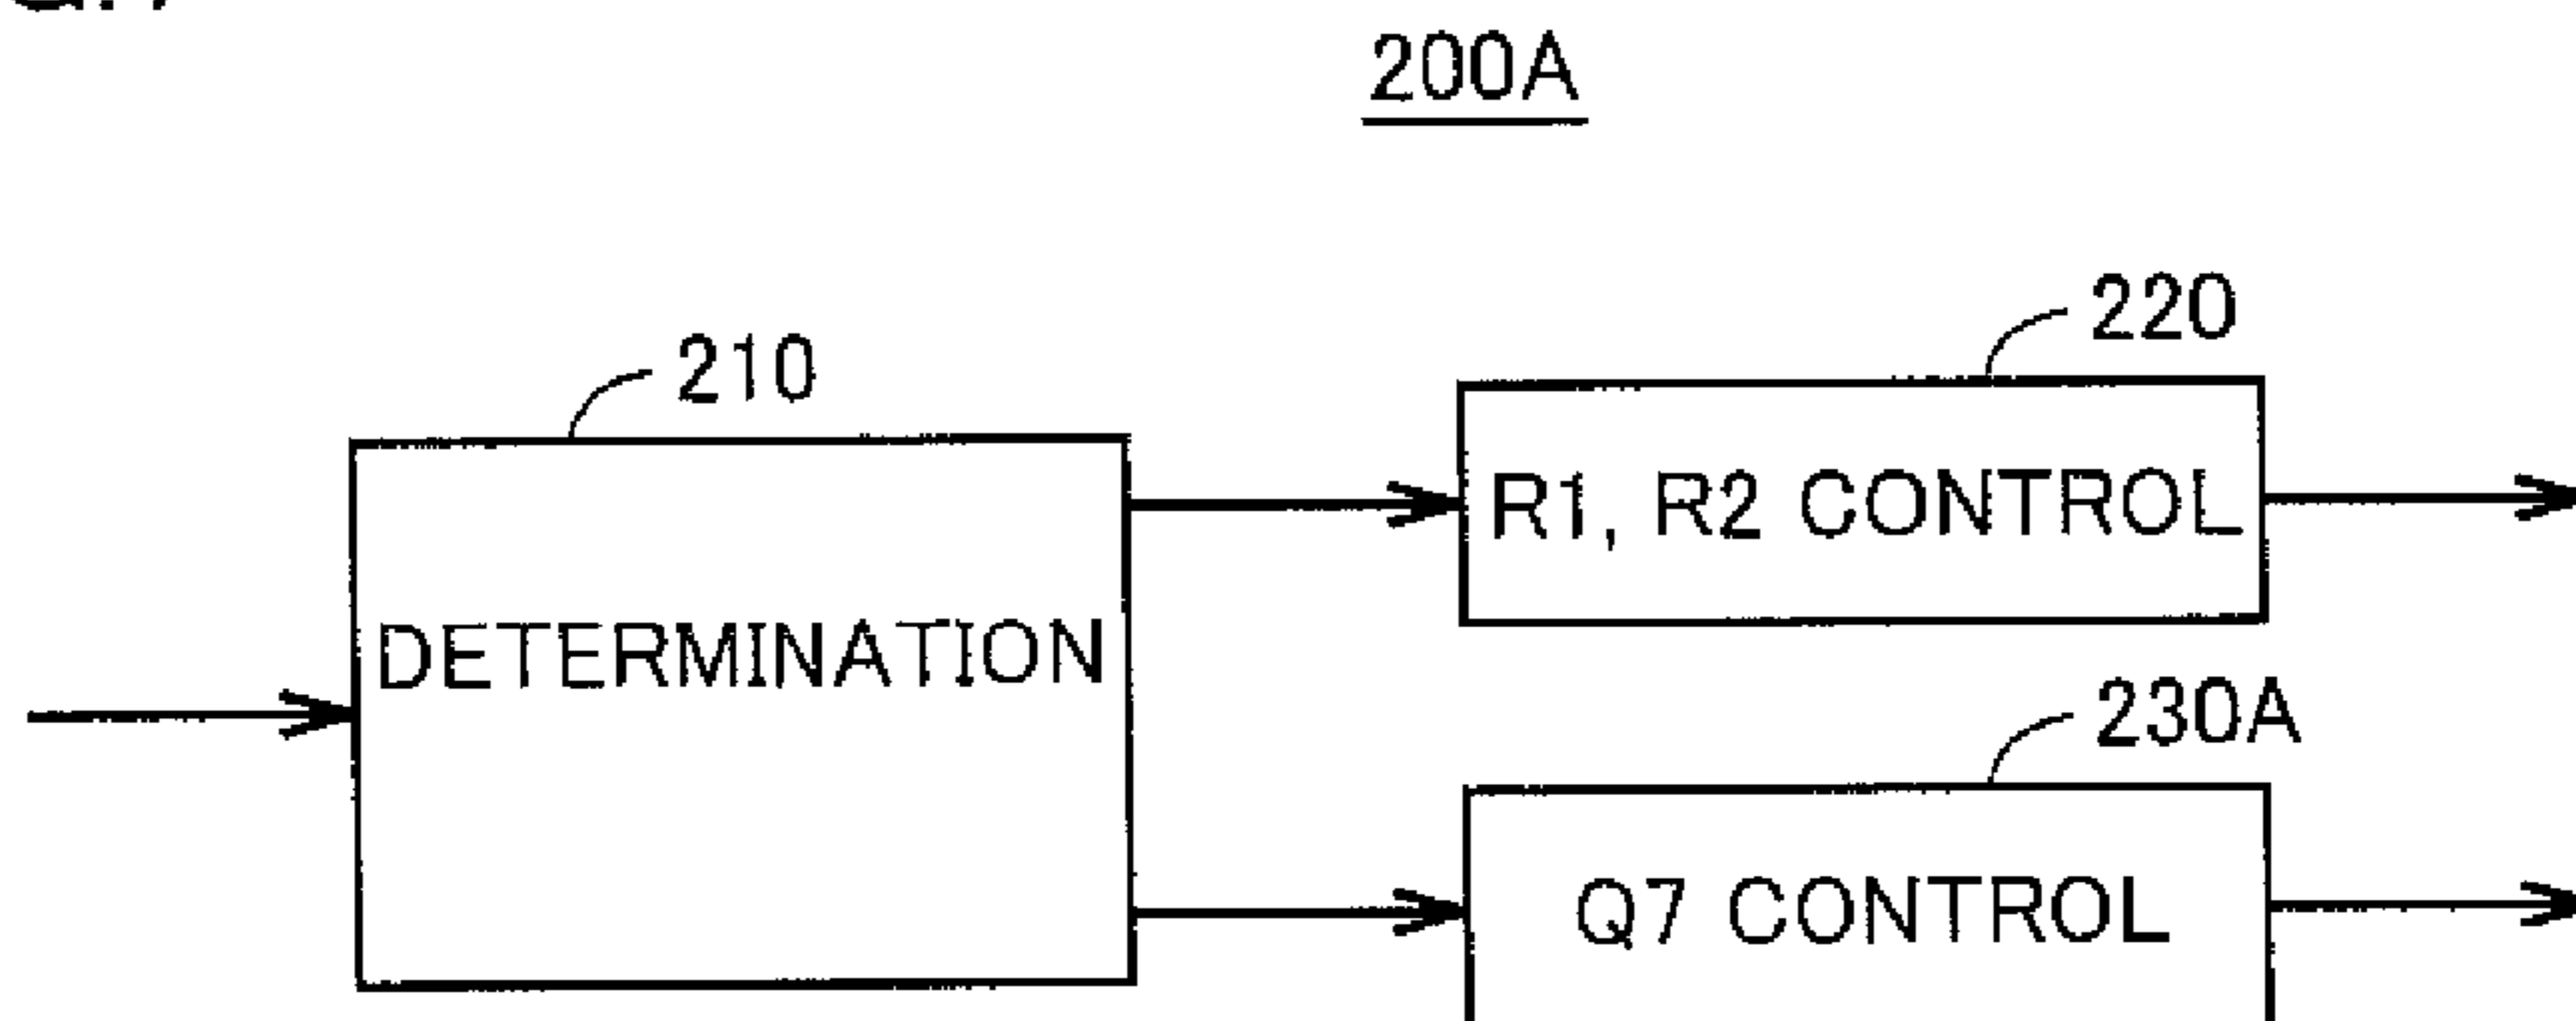 200A
220
210
R1, R2 CONTROL
DETERMINATION
230A
Q7 CONTROL